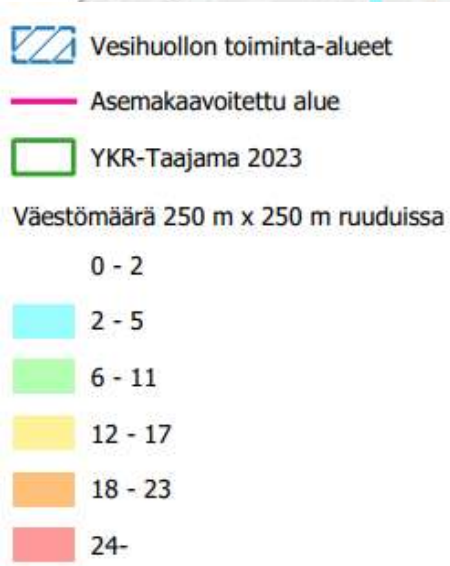 Vesihuollon toiminta-alueet
Asemakaavoitettu alue
YKR-Taajama 2023
Väestömäärä 250 m x 250 m ruuduissa
0 - 2
2 - 5
6 - 11
12 - 17
18 - 23
24-